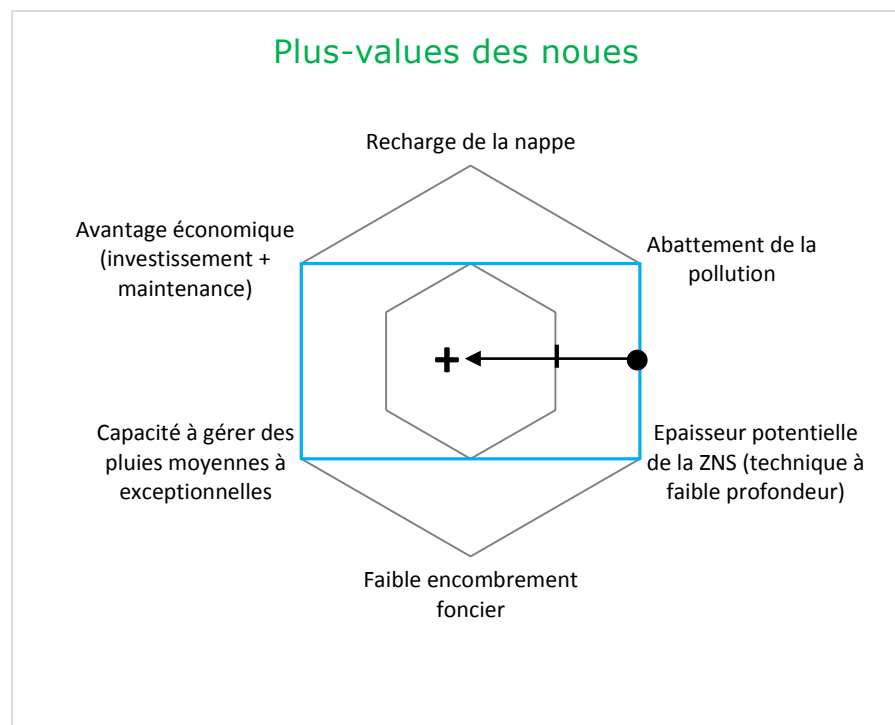 Plus-values des noues
Recharge de la nappe
Avantage économique
(investissement +
maintenance)
Abattement de la
pollution
+
Capacité à gérer des
pluies moyennes à
exceptionnelles
Epaisseur potentielle
de la ZNS (technique à
faible profondeur)
Faible encombrement
foncier